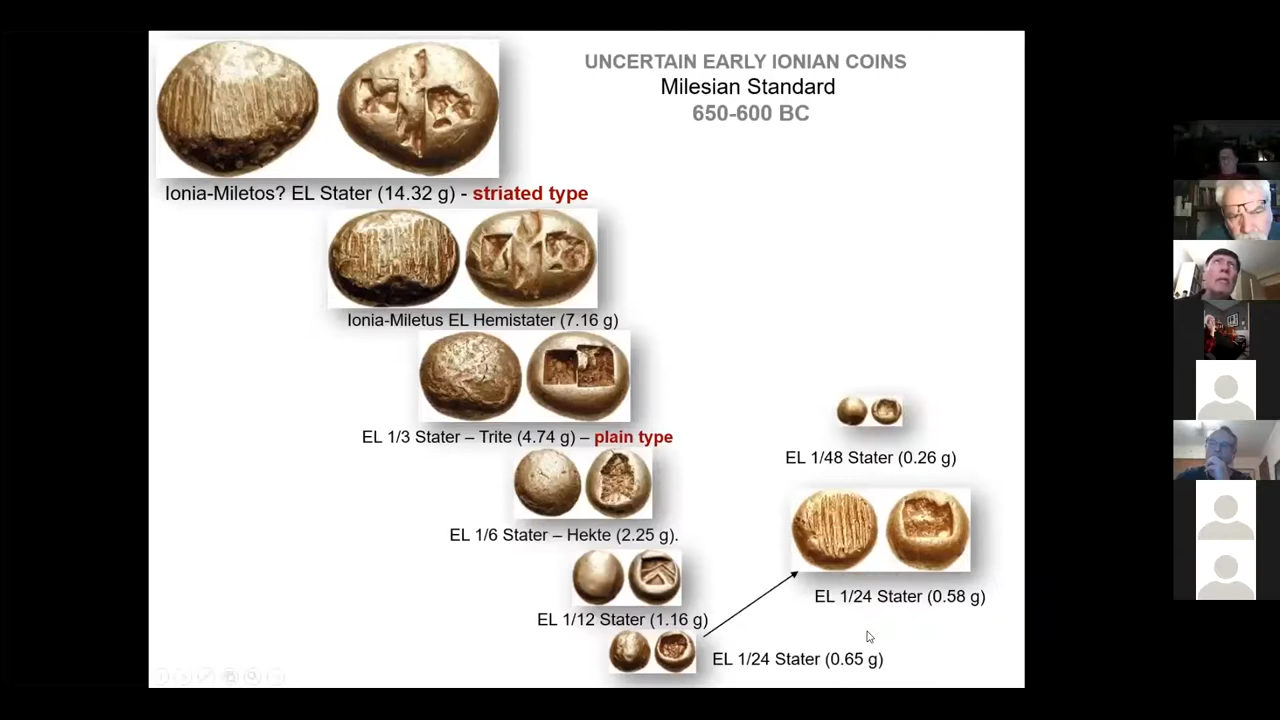 UNCERTAIN EARLY IONIAN COINS
Milesian Standard
650-600 BC
Ionia-Miletos? EL Stater (14.32 g) - striated type
Ionia-Miletus EL Hemistater (7.16 g)
EL 1/3 Stater – Trite (4.74 g) – plain type
EL 1/6 Stater – Hekte (2.25 g).
EL 1/12 Stater (1.16 g)
EL 1/24 Stater (0.65 g)
EL 1/48 Stater (0.26 g)
EL 1/24 Stater (0.58 g)